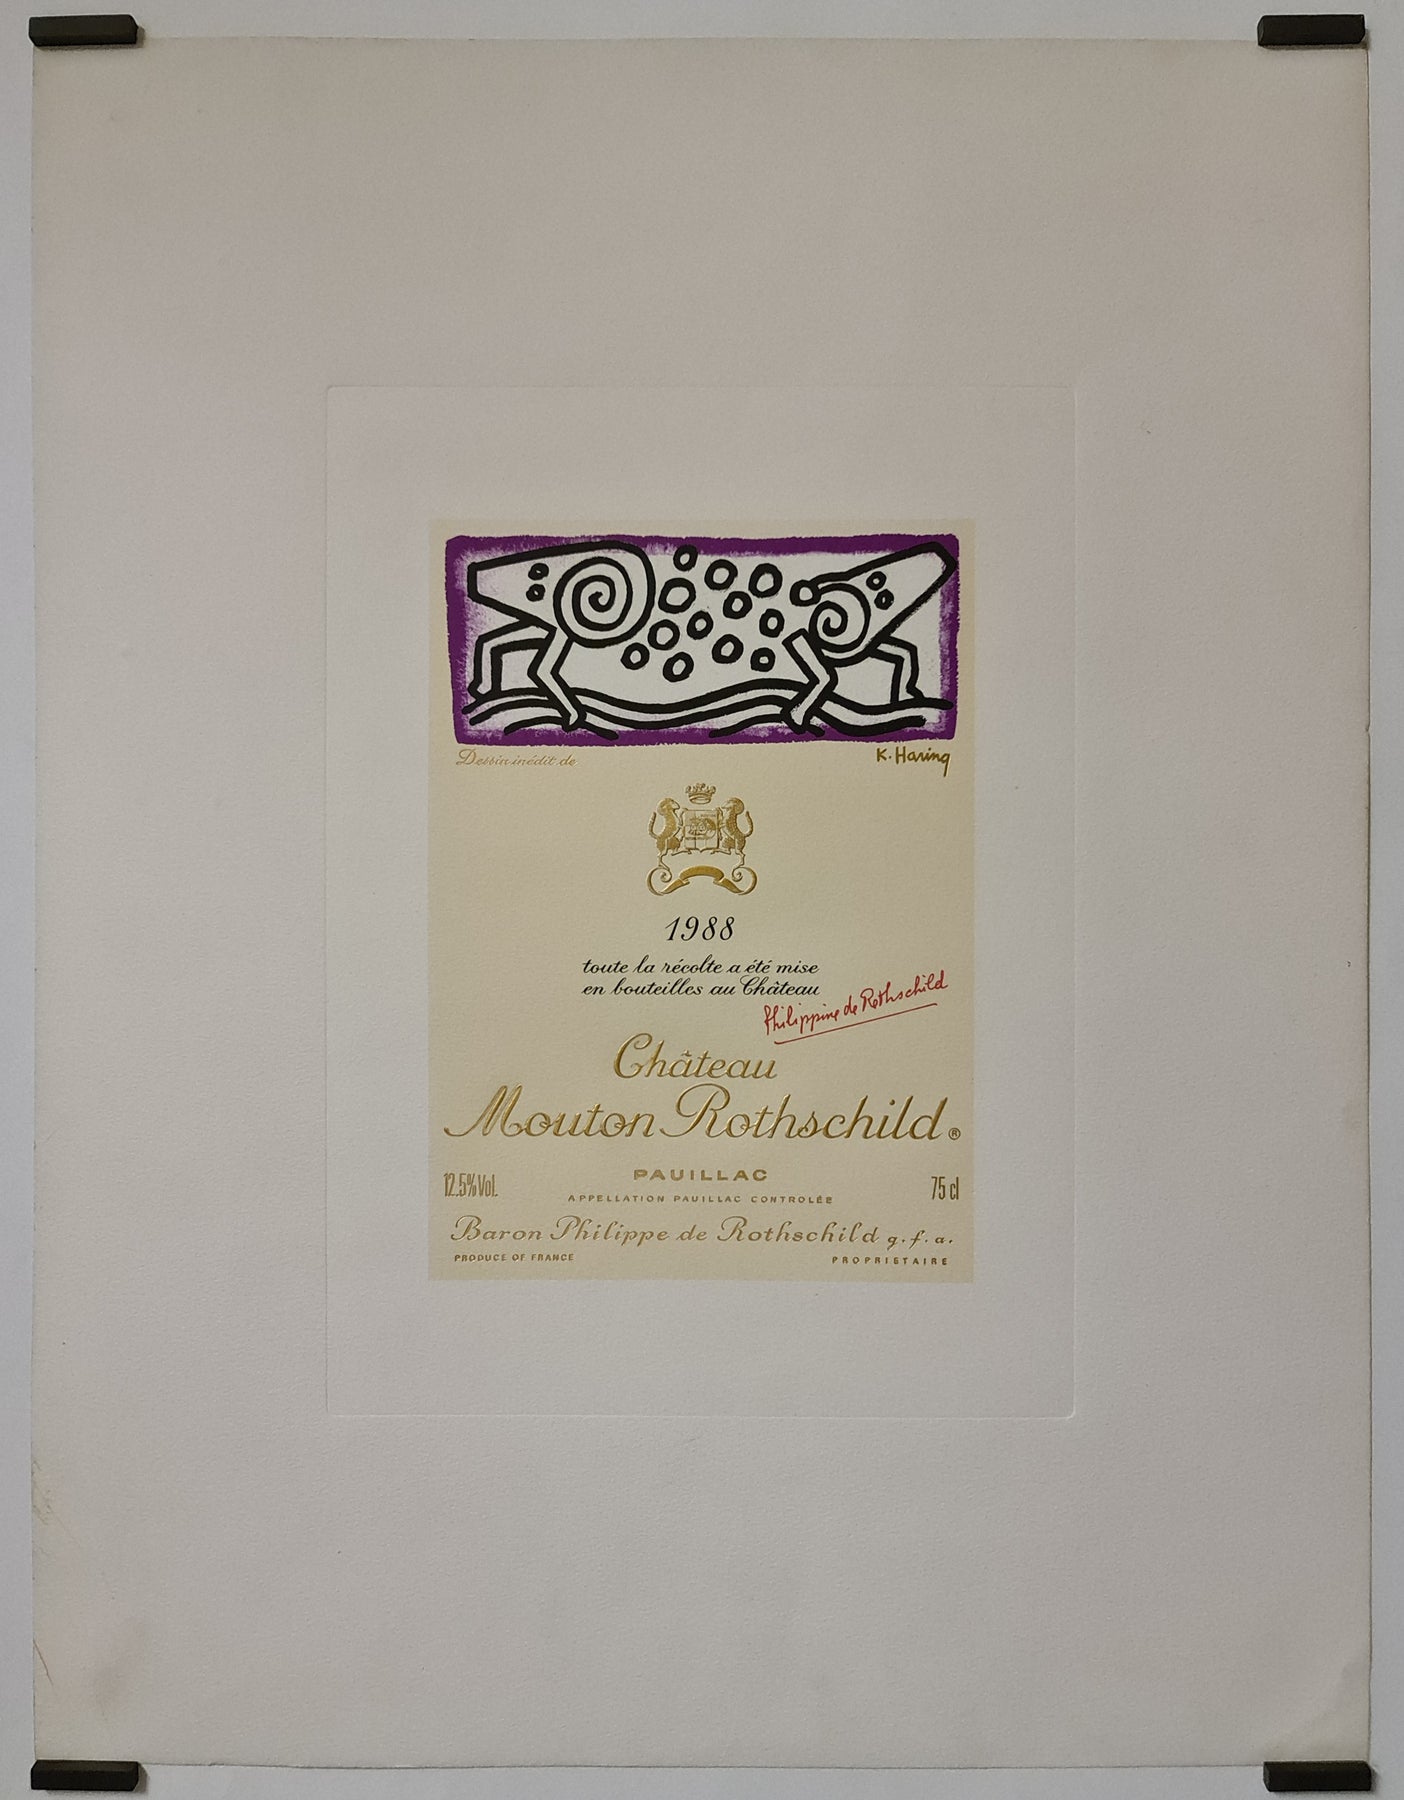 Dessin inédit de
K. Haring
1988
toute la récolte a été mise
en bouteilles au Château
Philippine de Rothschild
Château
Mouton Rothschild®
PAUILLAC
12.5% Vol.
75 cl
APPELLATION PAUILLAC CONTROLÉE
Baron Philippe de Rothschild g.f.a.
PRODUCE OF FRANCE
PROPRIETAIRE